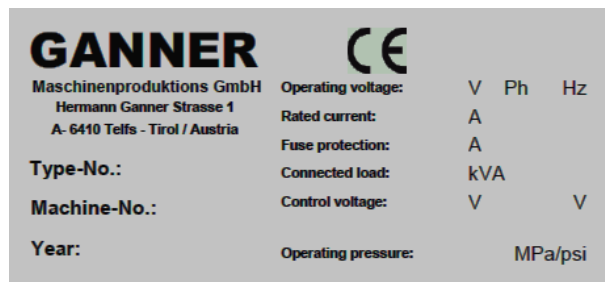 GANNER
Maschinenproduktions GmbH
Hermann Ganner Strasse 1
A- 6410 Telfs - Tirol / Austria
Type-No.:
Machine-No.:
Year:
CE
Operating voltage: V Ph Hz
Rated current: A
Fuse protection: A
Connected load: kVA
Control voltage: V V
Operating pressure: MPa/psi